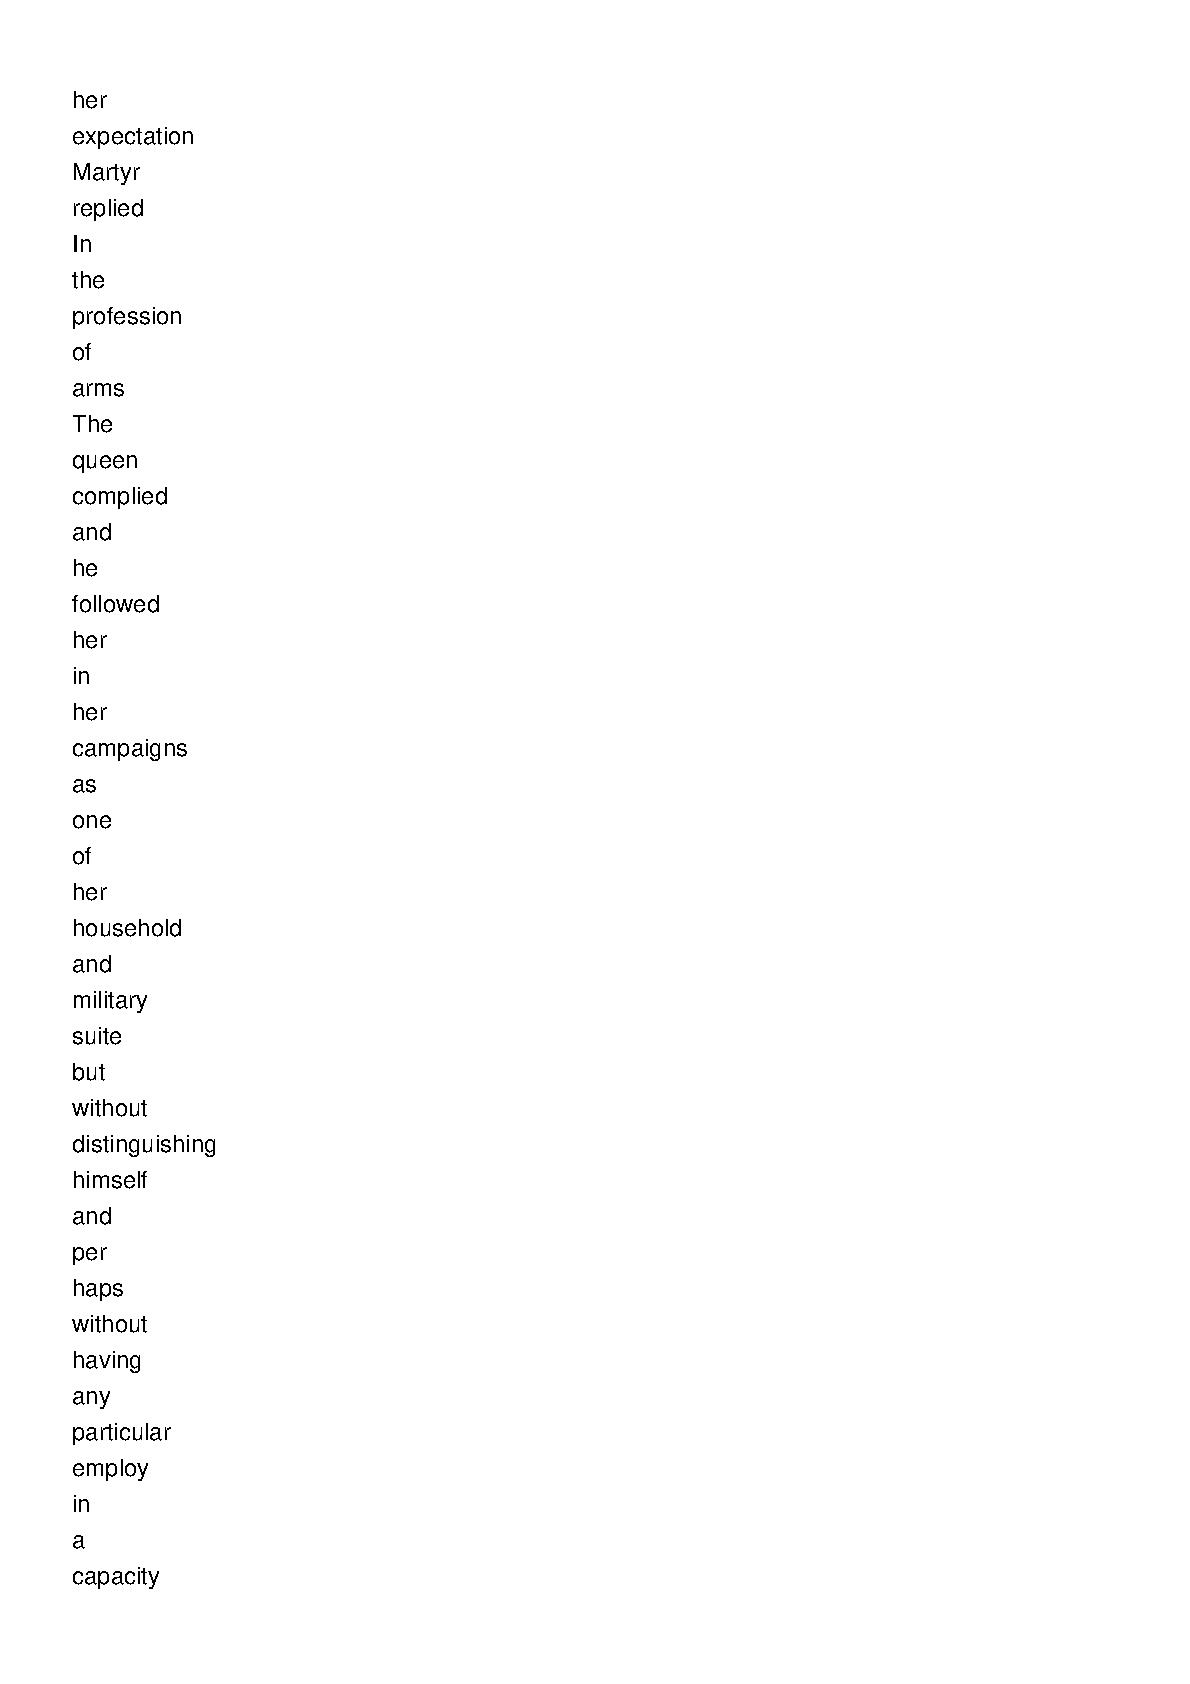 her
expectation
Martyr
replied
In
the
profession
of
arms
The
queen
complied
and
he
followed
her
in
her
campaigns
as
one
of
her
household
and
military
suite
but
without
distinguishing
himself
and
per
haps
without
having
any
particular
employ
in
a
capacity